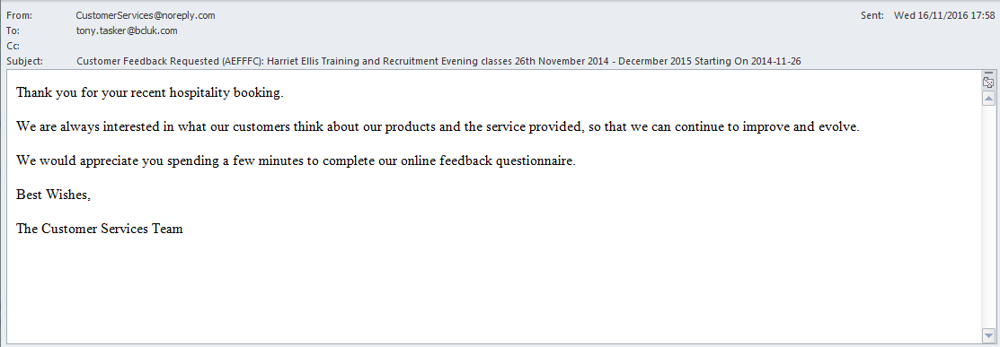 From: CustomerServices@noreply.com Sent: Wed 16/11/2016 17:58
To: tony.tasker@bcluk.com
Cc:
Subject: Customer Feedback Requested (AEFFFC): Harriet Ellis Training and Recruitment Evening classes 26th November 2014 - Decermber 2015 Starting On 2014-11-26
Thank you for your recent hospitality booking.
We are always interested in what our customers think about our products and the service provided, so that we can continue to improve and evolve.
We would appreciate you spending a few minutes to complete our online feedback questionnaire.
Best Wishes,
The Customer Services Team